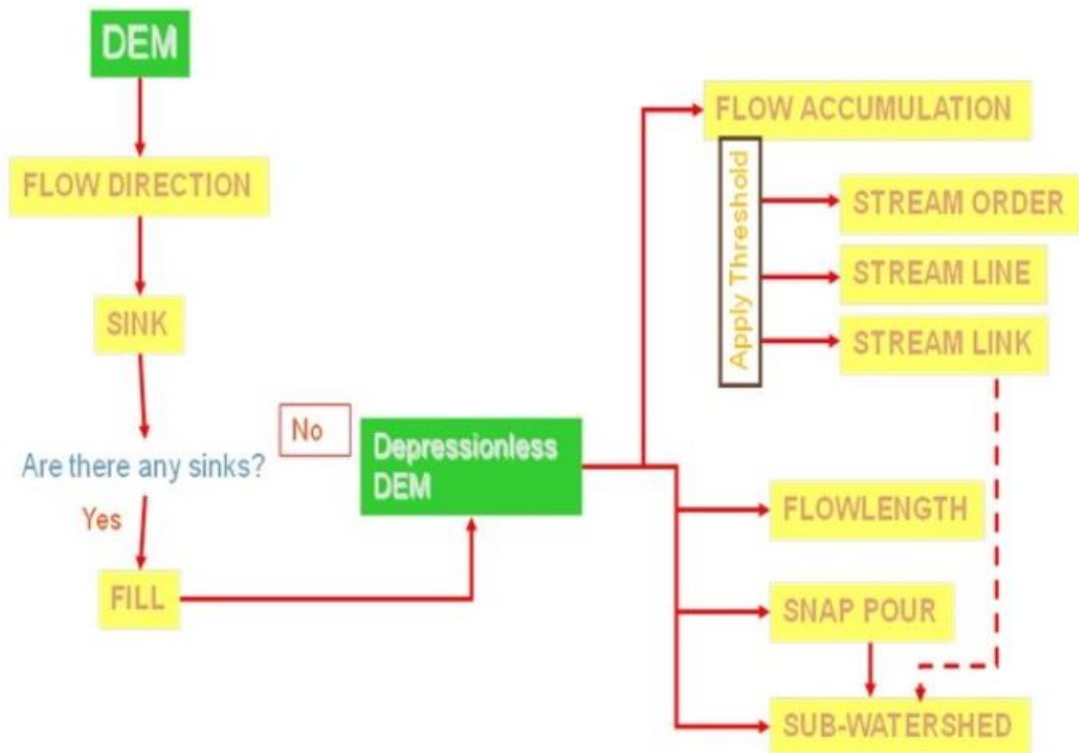 DEM
FLOW DIRECTION
SINK
Are there any sinks?
Yes
FILL
No
Depressionless
DEM
FLOW ACCUMULATION
Apply Threshold
STREAM ORDER
STREAM LINE
STREAM LINK
FLOWLENGTH
SNAP POUR
SUB-WATERSHED